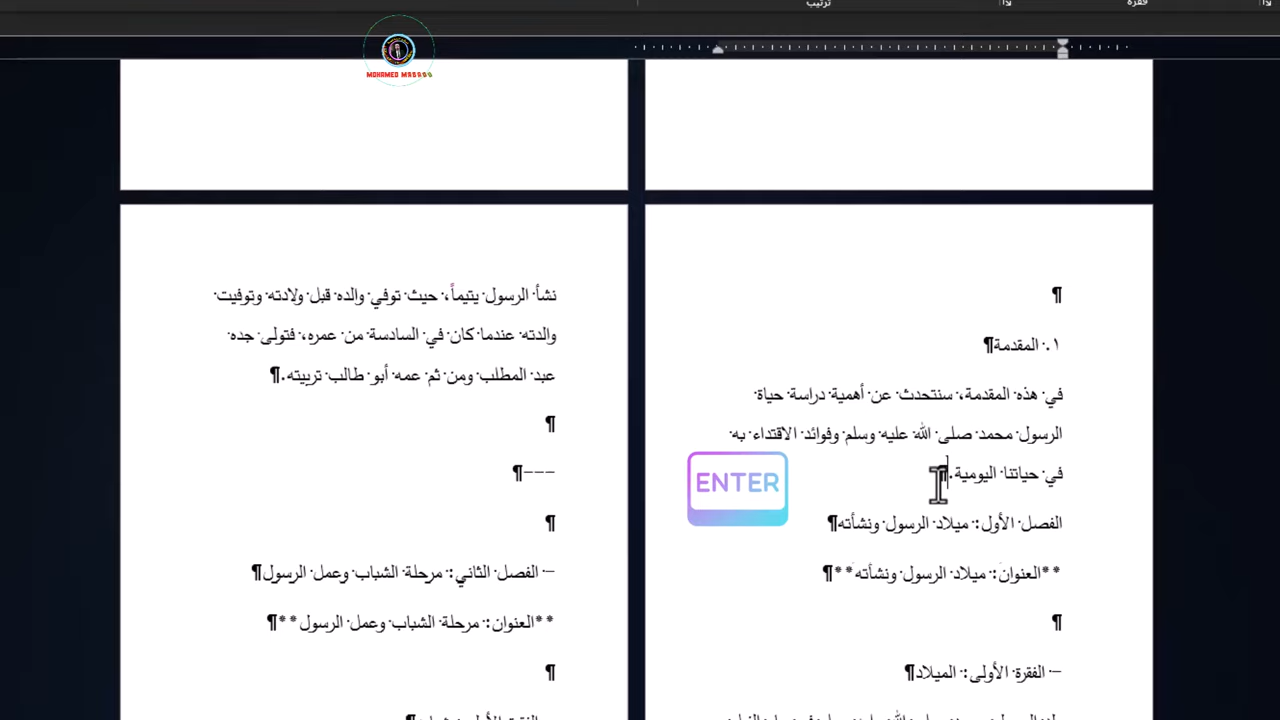 ترتيب
فقرة
MOHAMED
¶
١. المقدمة¶
في هذه المقدمة، سنتحدث عن أهمية دراسة حياة
الرسول محمد صلى الله عليه وسلم وفوائد الاقتداء به
في حياتنا اليومية.¶
ENTER
الفصل الأول: ميلاد الرسول ونشأته¶
**العنوان: ميلاد الرسول ونشأته**¶
¶
– الفقرة الأولى: الميلاد¶
نشأ الرسول يتيماً، حيث توفي والده قبل ولادته وتوفيت
والدته عندما كان في السادسة من عمره، فتولى جده
عبد المطلب ومن ثم عمه أبو طالب تربيته.¶
¶
---¶
¶
– الفصل الثاني: مرحلة الشباب وعمل الرسول¶
**العنوان: مرحلة الشباب وعمل الرسول**¶
¶